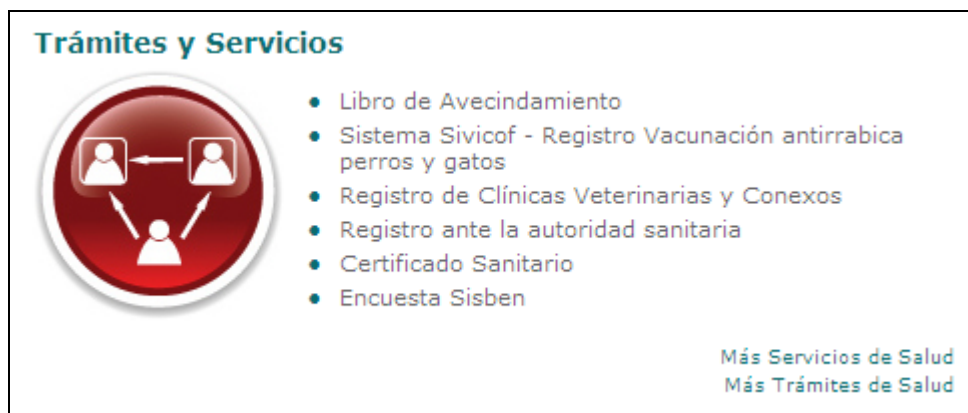 Trámites y Servicios
Libro de Avecindamiento
Sistema Sivicof - Registro Vacunación antirrabica
perros y gatos
Registro de Clínicas Veterinarias y Conexos
Registro ante la autoridad sanitaria
Certificado Sanitario
Encuesta Sisben
Más Servicios de Salud
Más Trámites de Salud